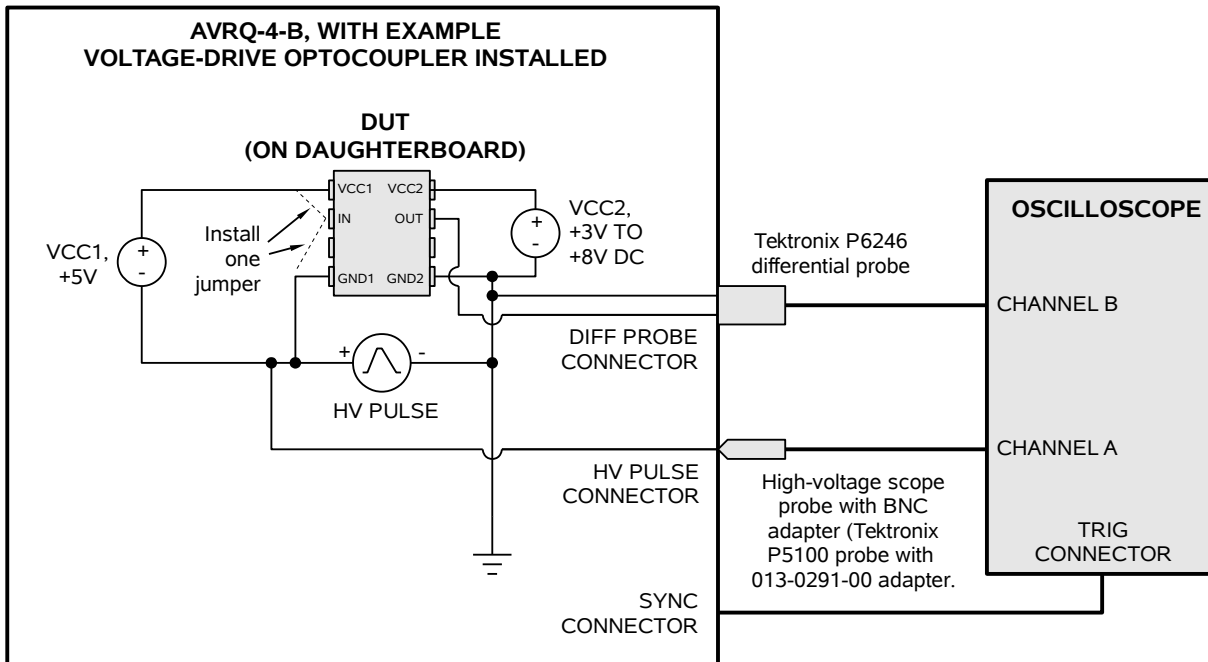 AVRQ-4-B, WITH EXAMPLE
VOLTAGE-DRIVE OPTOCOUPLER INSTALLED
DUT
(ON DAUGHTERBOARD)
VCC1 VCC2
IN OUT
GND1 GND2
Install
one
jumper
VCC1,
+5V
+
-
+
-
VCC2,
+3V TO
+8V DC
+ -
HV PULSE
DIFF PROBE
CONNECTOR
HV PULSE
CONNECTOR
SYNC
CONNECTOR
Tektronix P6246
differential probe
High-voltage scope
probe with BNC
adapter (Tektronix
P5100 probe with
013-0291-00 adapter.
OSCILLOSCOPE
CHANNEL B
CHANNEL A
TRIG
CONNECTOR